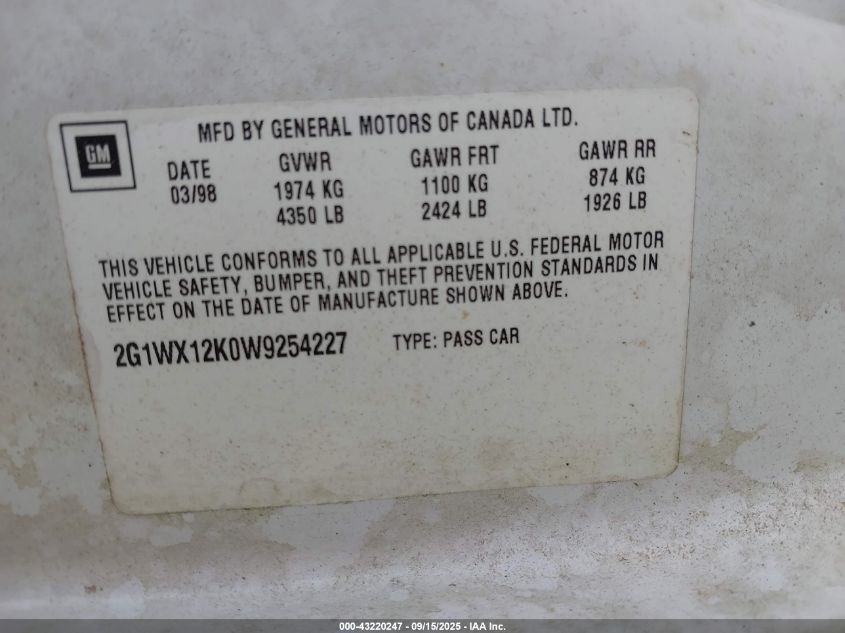 MFD BY GENERAL MOTORS OF CANADA LTD.
GM
DATE GVWR GAWR FRT GAWR RR
03/98 1974 KG 1100 KG 874 KG
4350 LB 2424 LB 1926 LB
THIS VEHICLE CONFORMS TO ALL APPLICABLE U.S. FEDERAL MOTOR
VEHICLE SAFETY, BUMPER, AND THEFT PREVENTION STANDARDS IN
EFFECT ON THE DATE OF MANUFACTURE SHOWN ABOVE.
2G1WX12K0W9254227 TYPE: PASS CAR
000-43220247 - 09/15/2025 - IAA Inc.